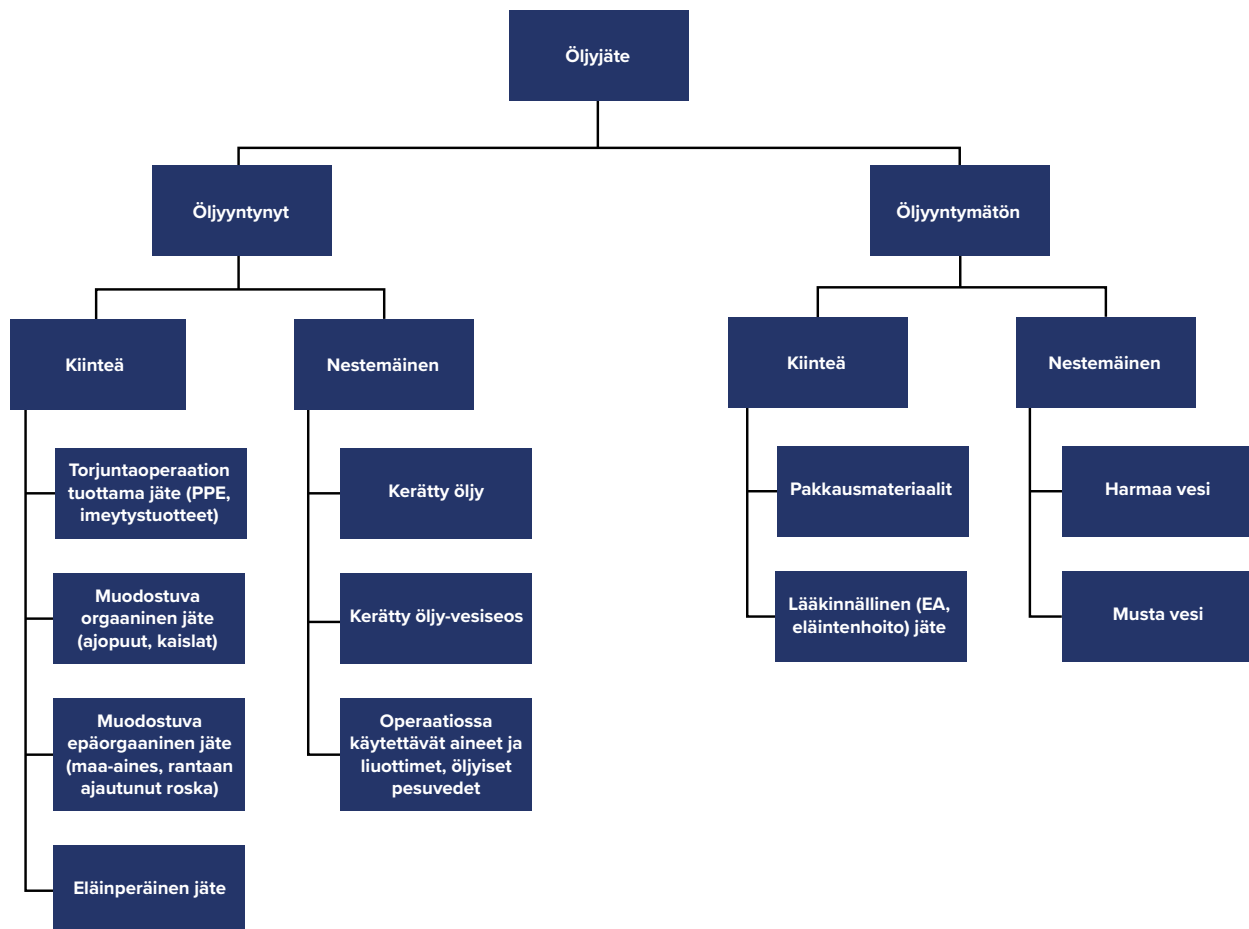 Öljyjäte
Öljyyntynyt
Öljyyntymätön
Kiinteä
Nestemäinen
Kiinteä
Nestemäinen
Torjuntaoperaation
tuottama jäte (PPE,
imeytystuotteet)
Muodostuva
orgaaninen jäte
(ajopuut, kaislat)
Muodostuva
epäorgaaninen jäte
(maa-aines, rantaan
ajautunut roska)
Eläinperäinen jäte
Kerätty öljy
Kerätty öljy-vesiseos
Operaatiossa
käytettävät aineet ja
liuottimet, öljyiset
pesuvedet
Pakkausmateriaalit
Lääkinnällinen (EA,
eläintenhoito) jäte
Harmaa vesi
Musta vesi